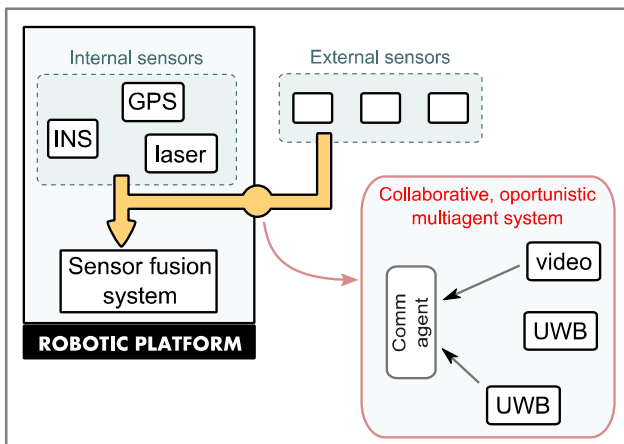 Internal sensors
GPS
INS
laser
Sensor fusion
system
ROBOTIC PLATFORM
External sensors
Collaborative, oportunistic
multiagent system
video
Comm
agent
UWB
UWB